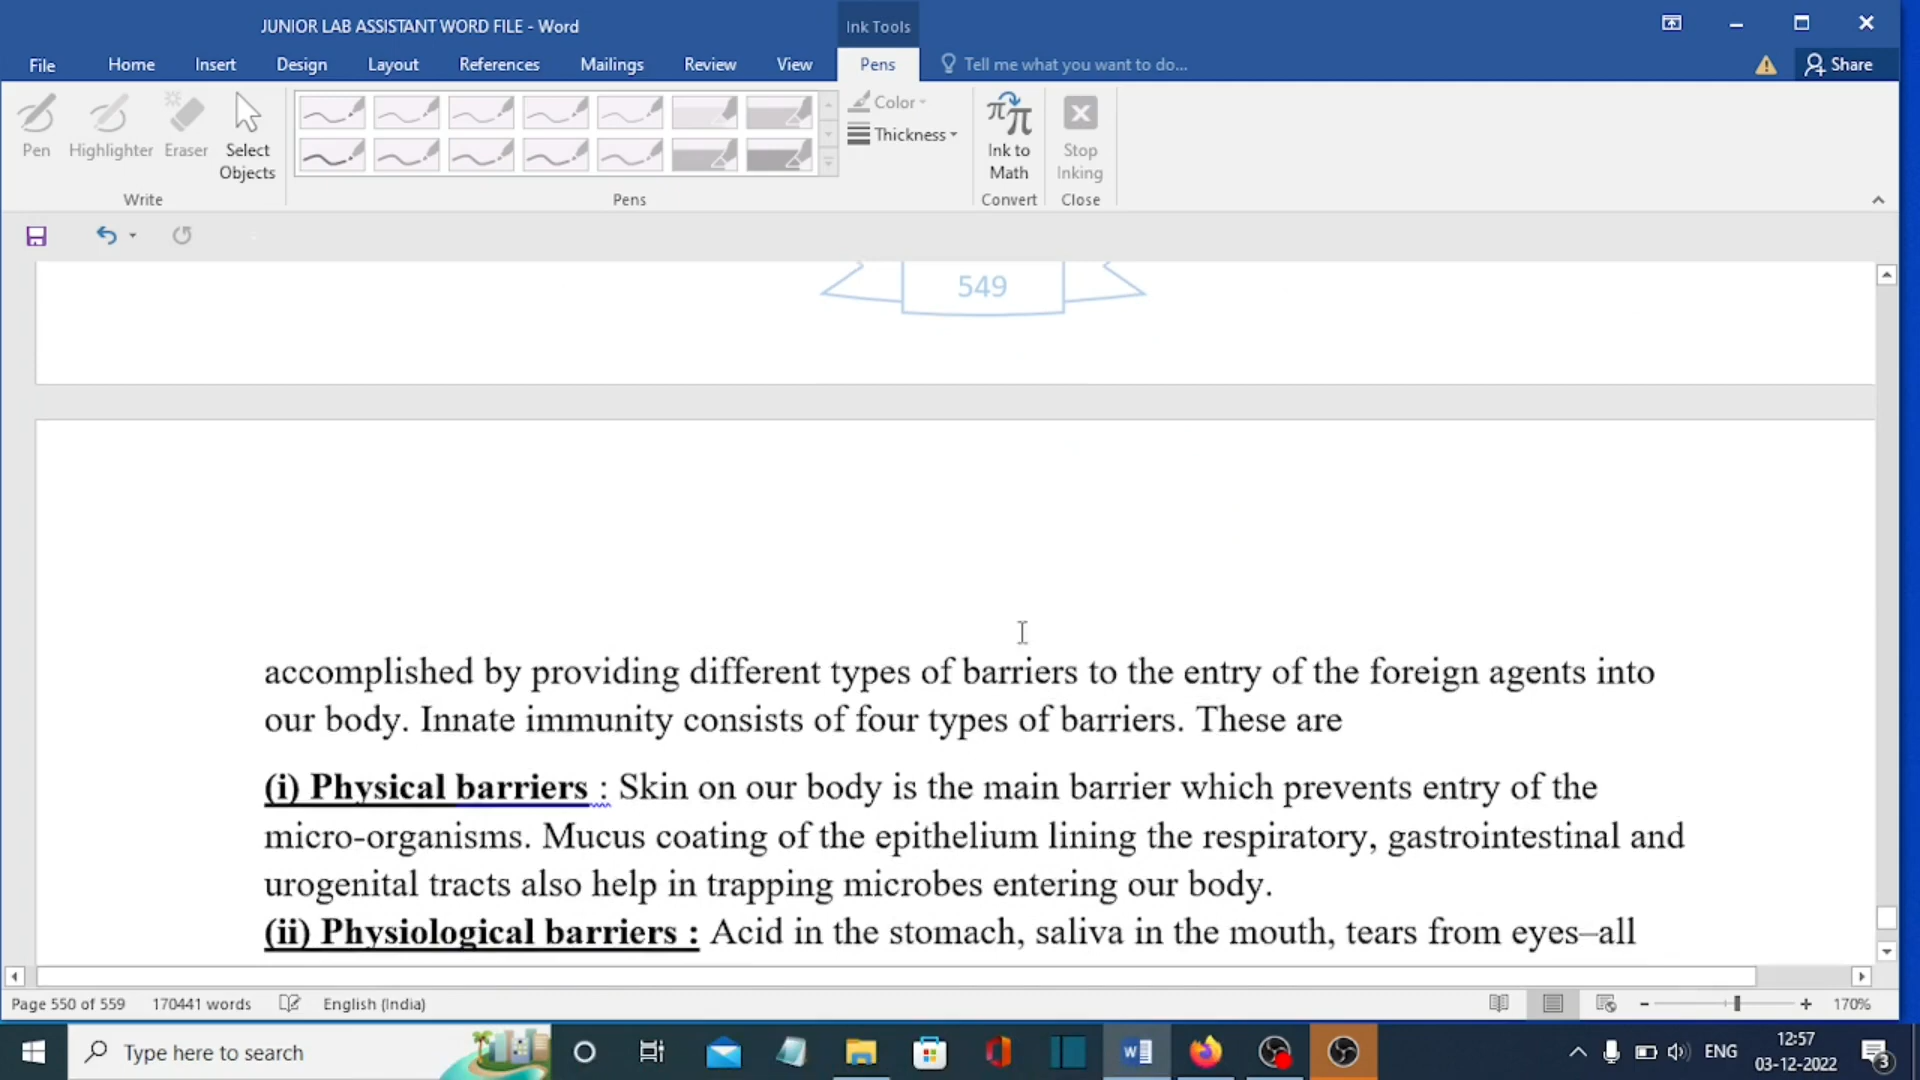 JUNIOR LAB ASSISTANT WORD FILE - Word
Ink Tools
File Home Insert Design Layout References Mailings Review View Pens Tell me what you want to do... Share
Pen Highlighter Eraser Select Objects
Color
Thickness
Ink to Math
Stop Inking
Write Pens Convert Close
549
accomplished by providing different types of barriers to the entry of the foreign agents into
our body. Innate immunity consists of four types of barriers. These are
(i) Physical barriers : Skin on our body is the main barrier which prevents entry of the
micro-organisms. Mucus coating of the epithelium lining the respiratory, gastrointestinal and
urogenital tracts also help in trapping microbes entering our body.
(ii) Physiological barriers : Acid in the stomach, saliva in the mouth, tears from eyes–all
Page 550 of 559 170441 words English (India) 170%
Type here to search ENG 12:57
03-12-2022 3